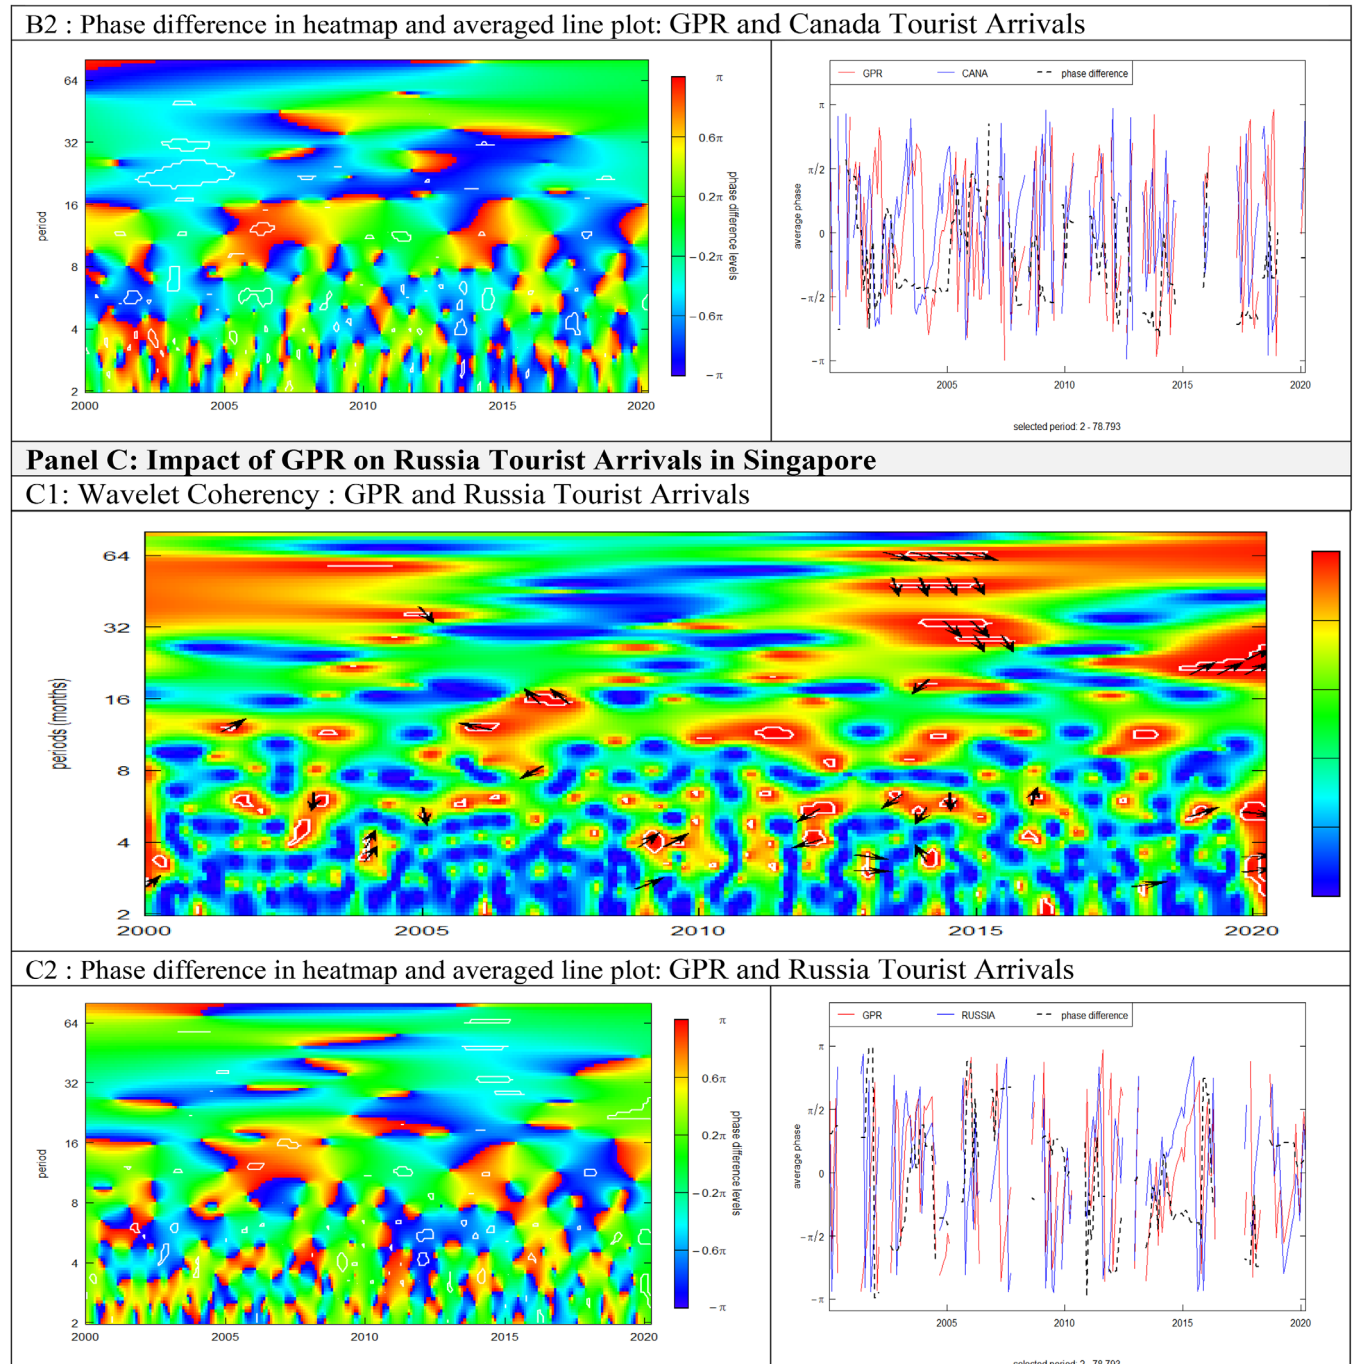 B2 : Phase difference in heatmap and averaged line plot: GPR and Canada Tourist Arrivals
64
32
16
8
4
2
period
2000
2005
2010
2015
2020
π
0.6π
0.2π
−0.2π
−0.6π
−π
phase difference levels
GPR
CANA
phase difference
π
π/2
0
−π/2
−π
average phase
2005
2010
2015
2020
selected period: 2 - 78.793
Panel C: Impact of GPR on Russia Tourist Arrivals in Singapore
C1: Wavelet Coherency : GPR and Russia Tourist Arrivals
64
32
16
8
4
2
periods (months)
2000
2005
2010
2015
2020
C2 : Phase difference in heatmap and averaged line plot: GPR and Russia Tourist Arrivals
64
32
16
8
4
2
period
2000
2005
2010
2015
2020
π
0.6π
0.2π
−0.2π
−0.6π
−π
phase difference levels
GPR
RUSSIA
phase difference
π
π/2
0
−π/2
−π
average phase
2005
2010
2015
2020
selected period: 2 - 78.793